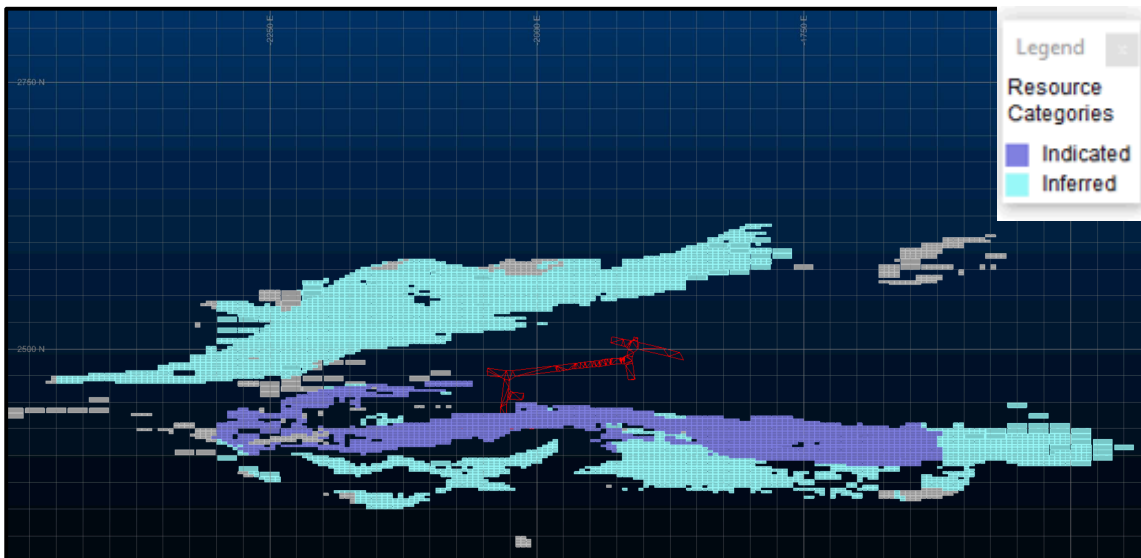 2250 E
2000 E
1750 E
2750 N
2500 N
Legend
Resource
Categories
Indicated
Inferred